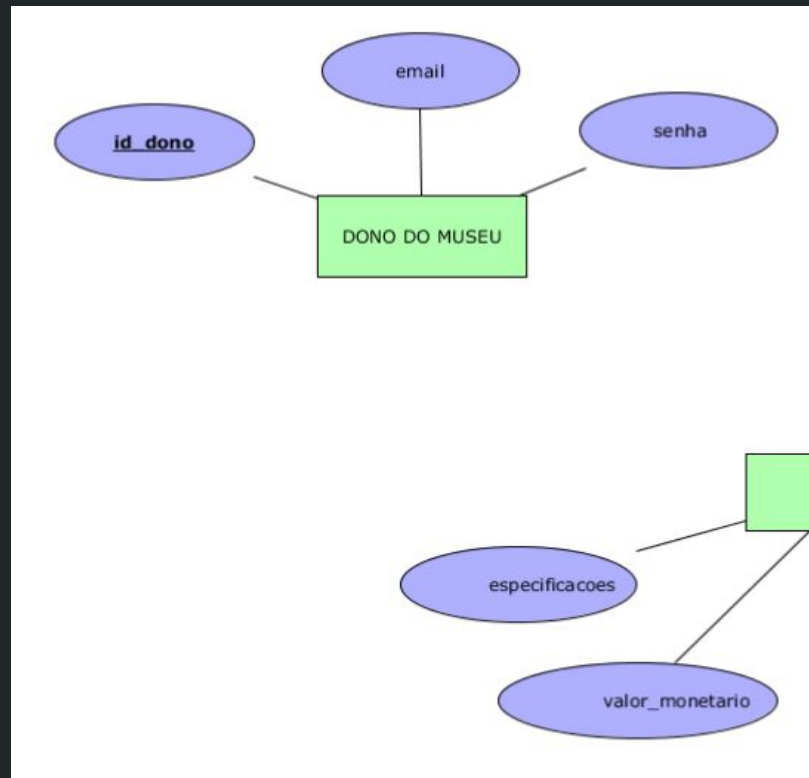 email
id_dono
senha
DONO DO MUSEU
especificacoes
valor_monetario